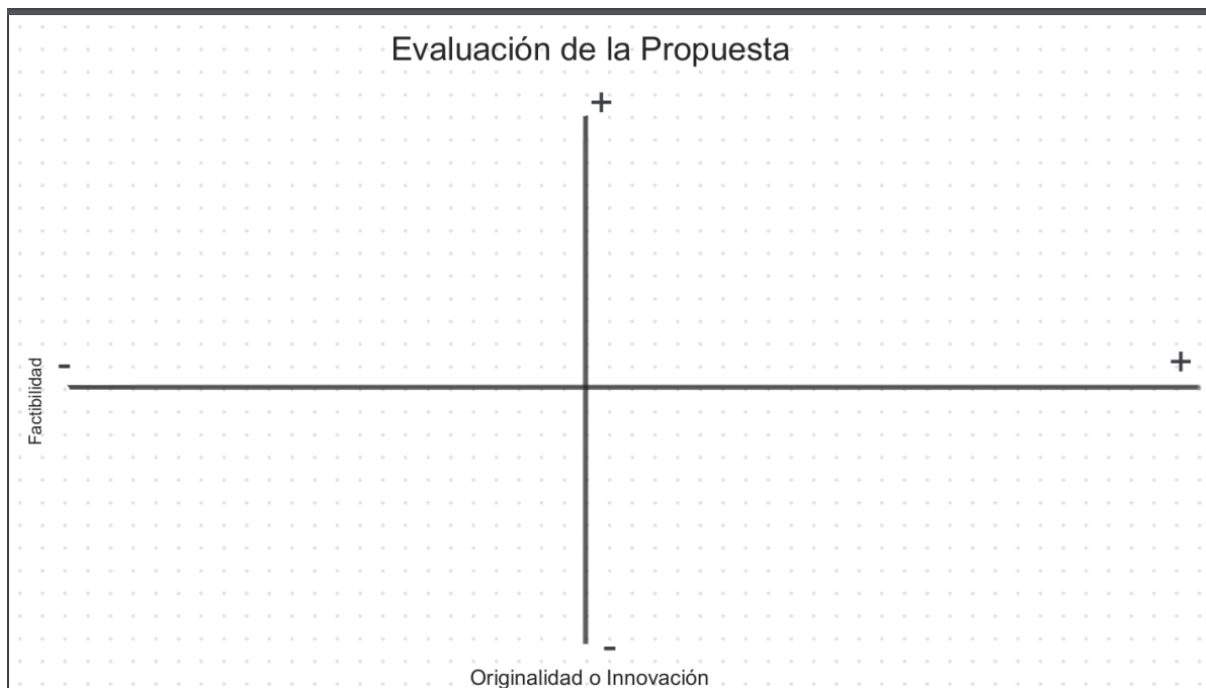 Evaluación de la Propuesta
+
-
+
Factibilidad
-
Originalidad o Innovación